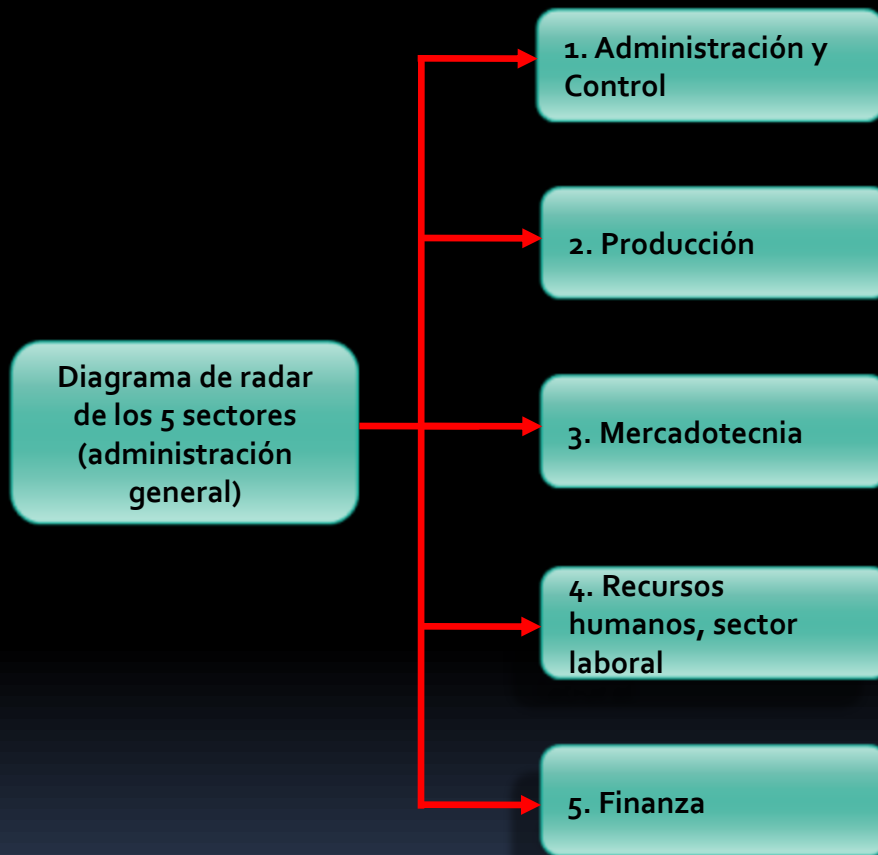 1. Administración y
Control
2. Producción
Diagrama de radar
de los 5 sectores
(administración
general)
3. Mercadotecnia
4. Recursos
humanos, sector
laboral
5. Finanza